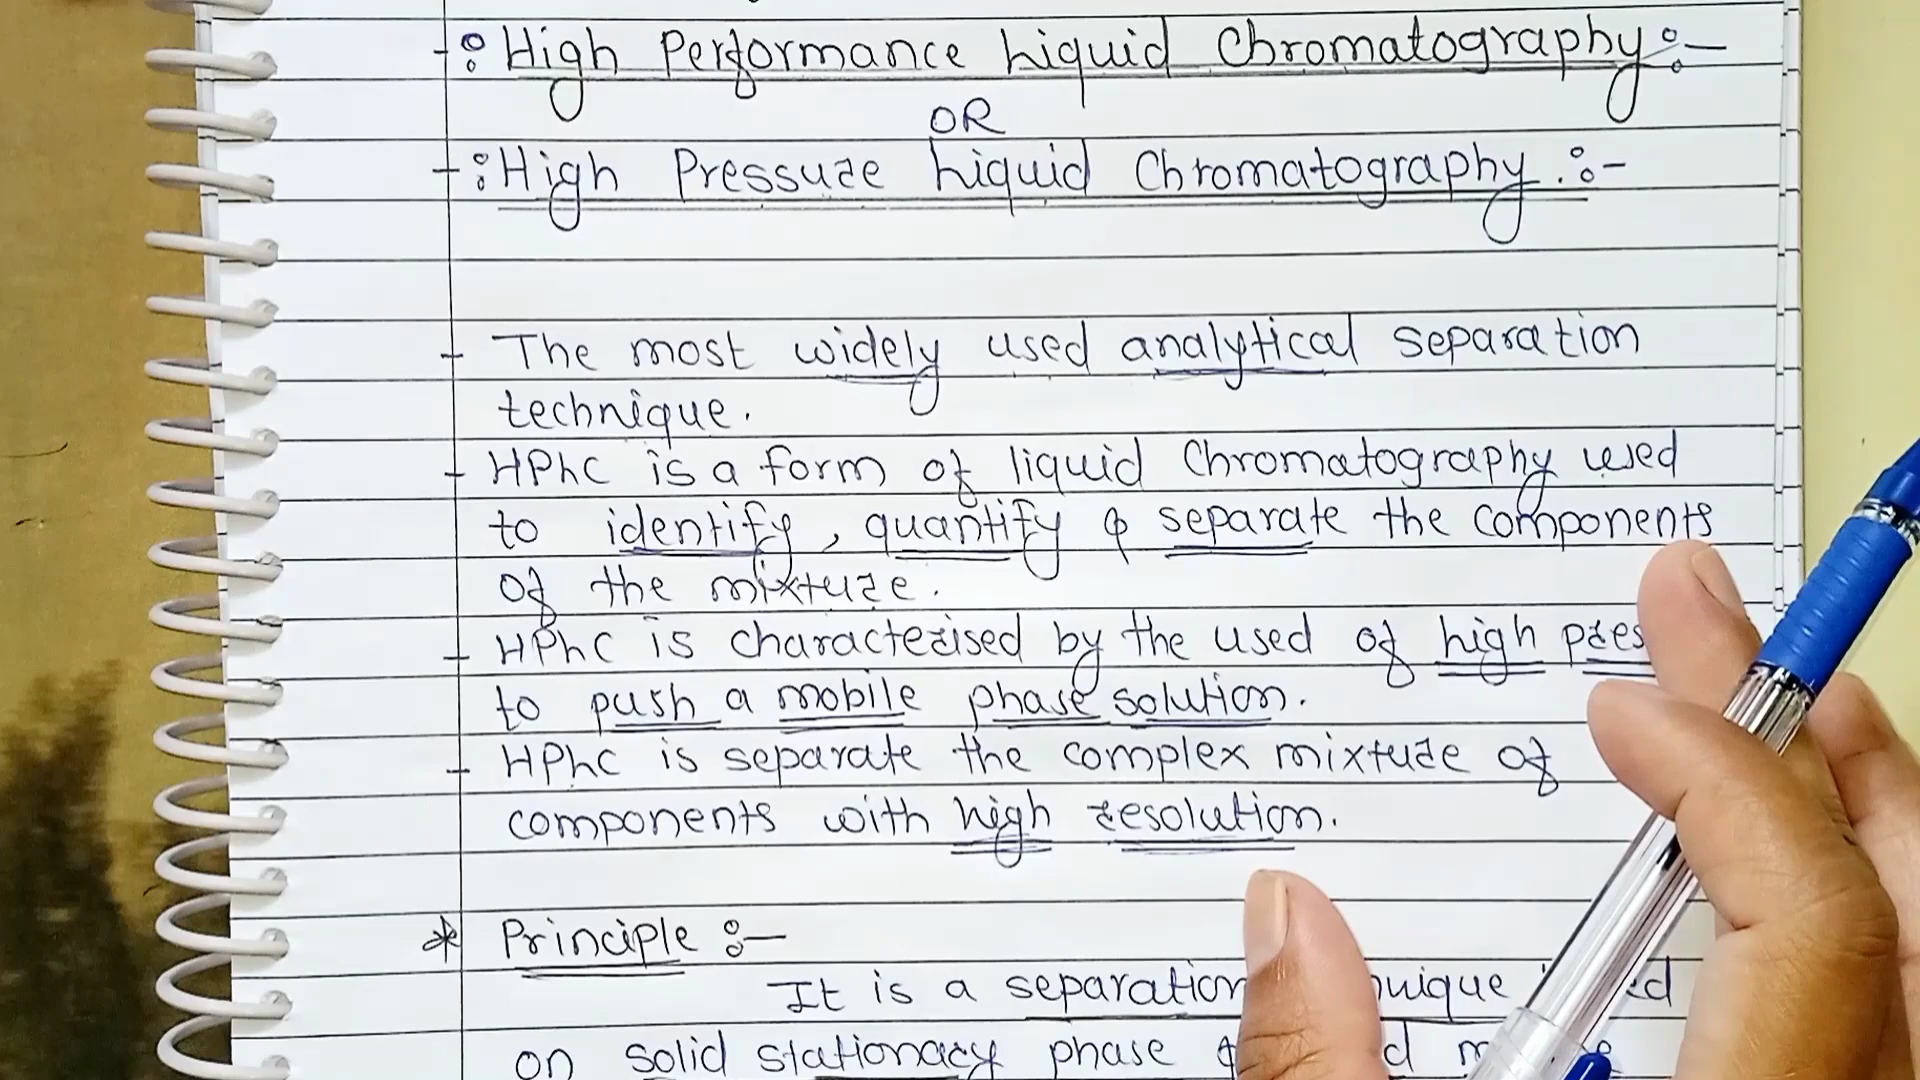 -: High Performance Liquid Chromatography :-
OR
-: High Pressure Liquid Chromatography. :-
- The most widely used analytical separation
technique.
- HPLC is a form of liquid Chromatography used
to identify, quantify & separate the components
of the mixture.
- HPLC is characterised by the used of high pres
to push a mobile phase solution.
- HPLC is separate the complex mixture of
components with high resolution.
* Principle :-
It is a separation
on solid stationary phase &